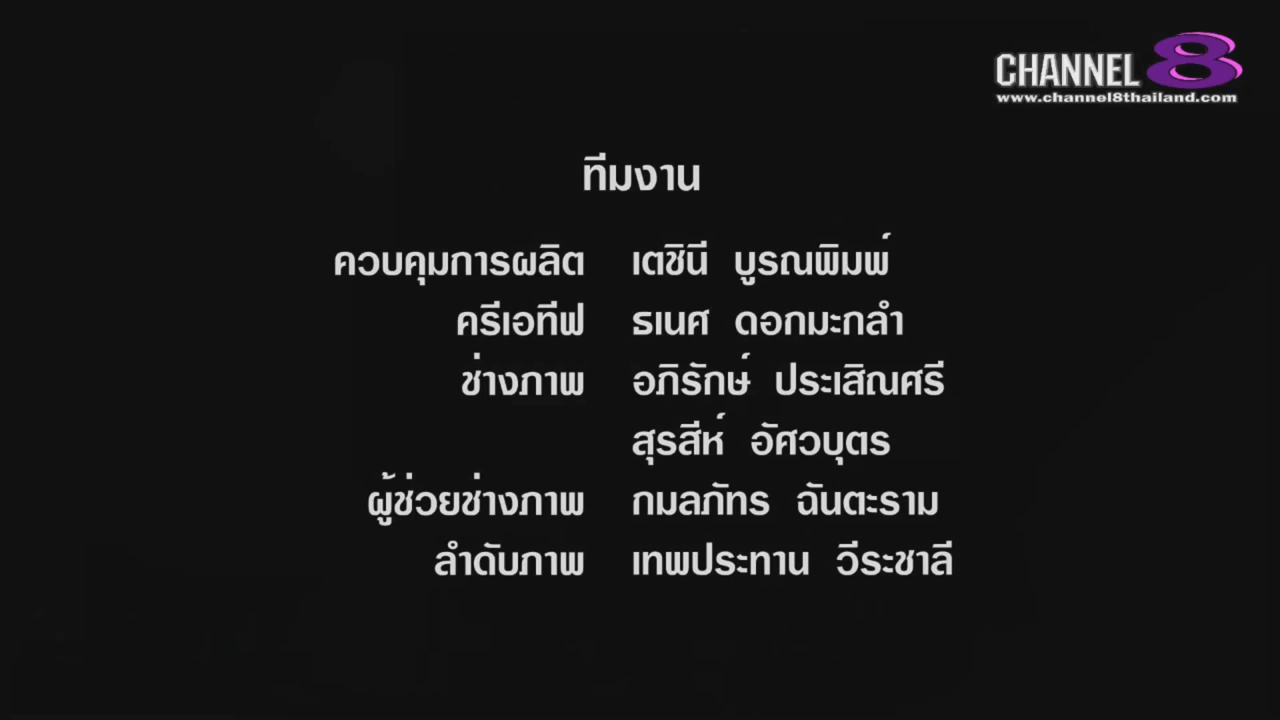 CHANNEL 8
www.channel8thailand.com
ทีมงาน
ควบคุมการผลิต เตชินี บูรณพิมพ์
ครีเอทีฟ ธเนศ ดอกมะกลำ
ช่างภาพ อภิรักษ์ ประเสิณศรี
สุรสีห์ อัศวบุตร
ผู้ช่วยช่างภาพ กมลภัทร ฉันตะราม
ลำดับภาพ เทพประทาน วีระชาลี